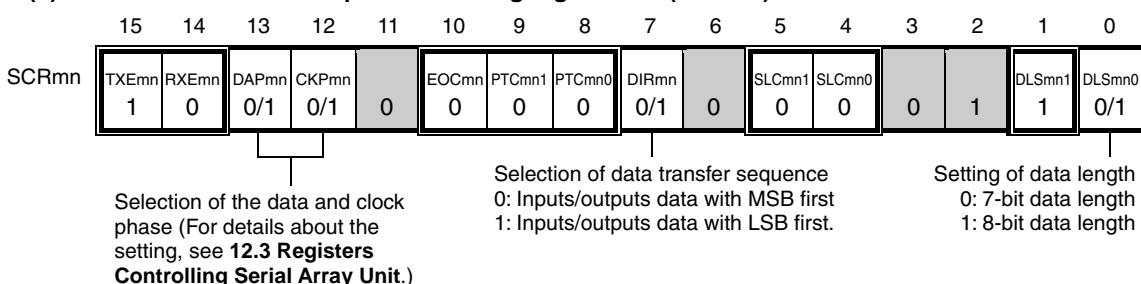 15 14 13 12 11 10 9 8 7 6 5 4 3 2 1 0
SCRmn
TXEmn RXEmn DAPmn CKPmn EOCmn PTCmn1 PTCmn0 DIRmn SLCmn1 SLCmn0 DLSmn1 DLSmn0
1 0 0/1 0/1 0 0 0 0 0/1 0 0 0 0 1 1 0/1
Selection of the data and clock
phase (For details about the
setting, see 12.3 Registers
Controlling Serial Array Unit.)
Selection of data transfer sequence
0: Inputs/outputs data with MSB first
1: Inputs/outputs data with LSB first.
Setting of data length
0: 7-bit data length
1: 8-bit data length